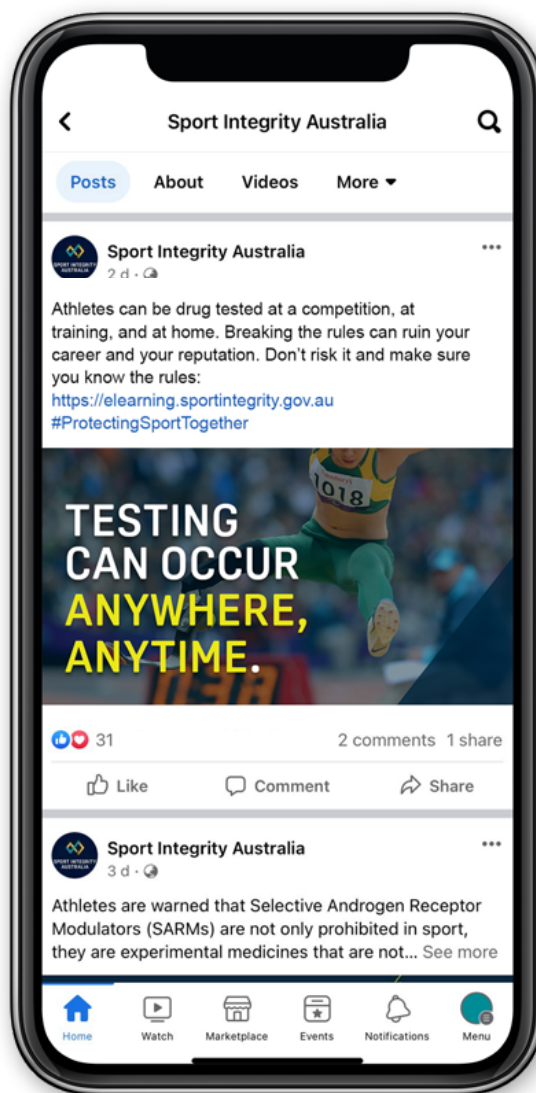 Sport Integrity Australia
Posts About Videos More
Sport Integrity Australia
2 d ·
Athletes can be drug tested at a competition, at
training, and at home. Breaking the rules can ruin your
career and your reputation. Don't risk it and make sure
you know the rules:
https://elearning.sportintegrity.gov.au
#ProtectingSportTogether
1018
TESTING
CAN OCCUR
ANYWHERE,
ANYTIME.
31 2 comments 1 share
Like Comment Share
SPORT INTEGRITY
AUSTRALIA
Sport Integrity Australia
3 d ·
Athletes are warned that Selective Androgen Receptor
Modulators (SARMs) are not only prohibited in sport,
they are experimental medicines that are not... See more
Home Watch Marketplace Events Notifications Menu